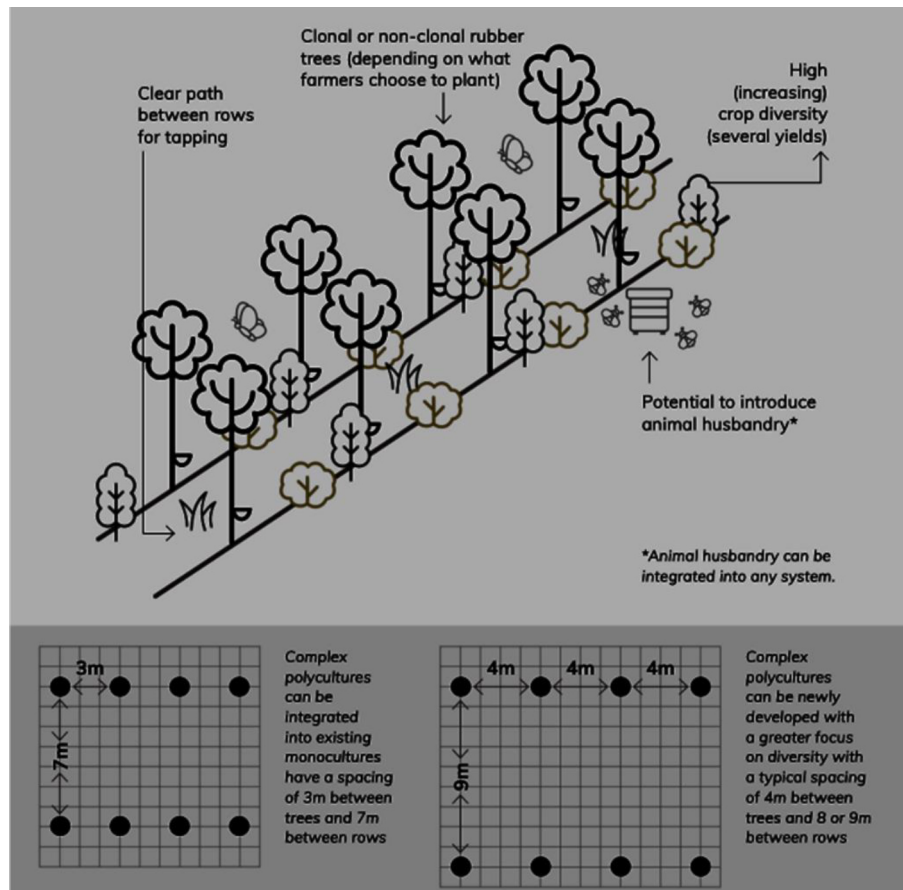 Clonal or non-clonal rubber
trees (depending on what
farmers choose to plant)
Clear path
between rows
for tapping
High
(increasing)
crop diversity
(several yields)
Potential to introduce
animal husbandry*
*Animal husbandry can be
integrated into any system.
3m
7m
Complex
polycultures
can be
integrated
into existing
monocultures
have a spacing
of 3m between
trees and 7m
between rows
4m 4m 4m
9m
Complex
polycultures
can be newly
developed with
a greater focus
on diversity with
a typical spacing
of 4m between
trees and 8 or 9m
between rows